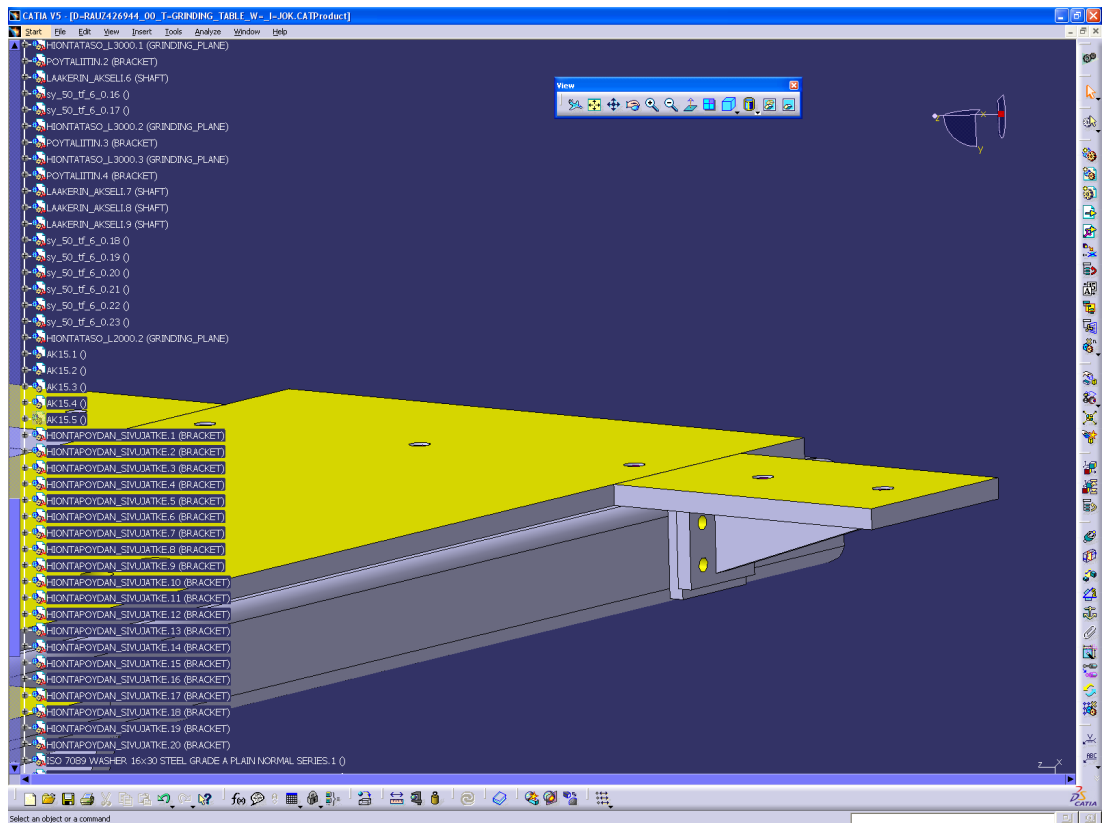 CATIA V5 - [D=RAUZ426944_00_T=GRINDING_TABLE_W=_I=JOK.CATProduct]
Start File Edit View Insert Tools Analyze Window Help
HIONTATASO_L3000.1 (GRINDING_PLANE)
POYTALIITIN.2 (BRACKET)
LAAKERIN_AKSELI.6 (SHAFT)
View
sy_50_tf_6_0.16 ()
sy_50_tf_6_0.17 ()
HIONTATASO_L3000.2 (GRINDING_PLANE)
POYTALIITIN.3 (BRACKET)
HIONTATASO_L3000.3 (GRINDING_PLANE)
POYTALIITIN.4 (BRACKET)
LAAKERIN_AKSELI.7 (SHAFT)
LAAKERIN_AKSELI.8 (SHAFT)
LAAKERIN_AKSELI.9 (SHAFT)
sy_50_tf_6_0.18 ()
sy_50_tf_6_0.19 ()
sy_50_tf_6_0.20 ()
sy_50_tf_6_0.21 ()
sy_50_tf_6_0.22 ()
sy_50_tf_6_0.23 ()
HIONTATASO_L2000.2 (GRINDING_PLANE)
AK15.1 ()
AK15.2 ()
AK15.3 ()
AK15.4 ()
AK15.5 ()
HIONTAPOYDAN_SIVUJATKE.1 (BRACKET)
HIONTAPOYDAN_SIVUJATKE.2 (BRACKET)
HIONTAPOYDAN_SIVUJATKE.3 (BRACKET)
HIONTAPOYDAN_SIVUJATKE.4 (BRACKET)
HIONTAPOYDAN_SIVUJATKE.5 (BRACKET)
HIONTAPOYDAN_SIVUJATKE.6 (BRACKET)
HIONTAPOYDAN_SIVUJATKE.7 (BRACKET)
HIONTAPOYDAN_SIVUJATKE.8 (BRACKET)
HIONTAPOYDAN_SIVUJATKE.9 (BRACKET)
HIONTAPOYDAN_SIVUJATKE.10 (BRACKET)
HIONTAPOYDAN_SIVUJATKE.11 (BRACKET)
HIONTAPOYDAN_SIVUJATKE.12 (BRACKET)
HIONTAPOYDAN_SIVUJATKE.13 (BRACKET)
HIONTAPOYDAN_SIVUJATKE.14 (BRACKET)
HIONTAPOYDAN_SIVUJATKE.15 (BRACKET)
HIONTAPOYDAN_SIVUJATKE.16 (BRACKET)
HIONTAPOYDAN_SIVUJATKE.17 (BRACKET)
HIONTAPOYDAN_SIVUJATKE.18 (BRACKET)
HIONTAPOYDAN_SIVUJATKE.19 (BRACKET)
HIONTAPOYDAN_SIVUJATKE.20 (BRACKET)
ISO 7089 WASHER 16x30 STEEL GRADE A PLAIN NORMAL SERIES.1 ()
z x
x
z
y
ABC
f(x)
CATIA
Select an object or a command